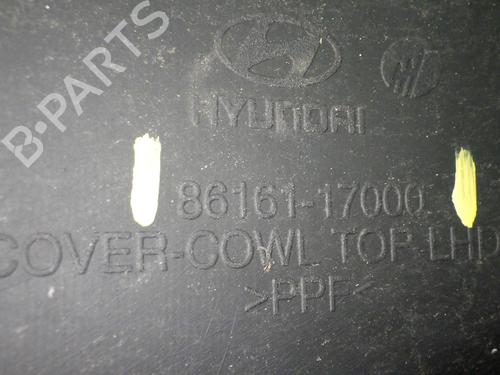 B-PARTS
HYUNDAI
86161-17000
COVER-COWL TOP LHD
>PPF<